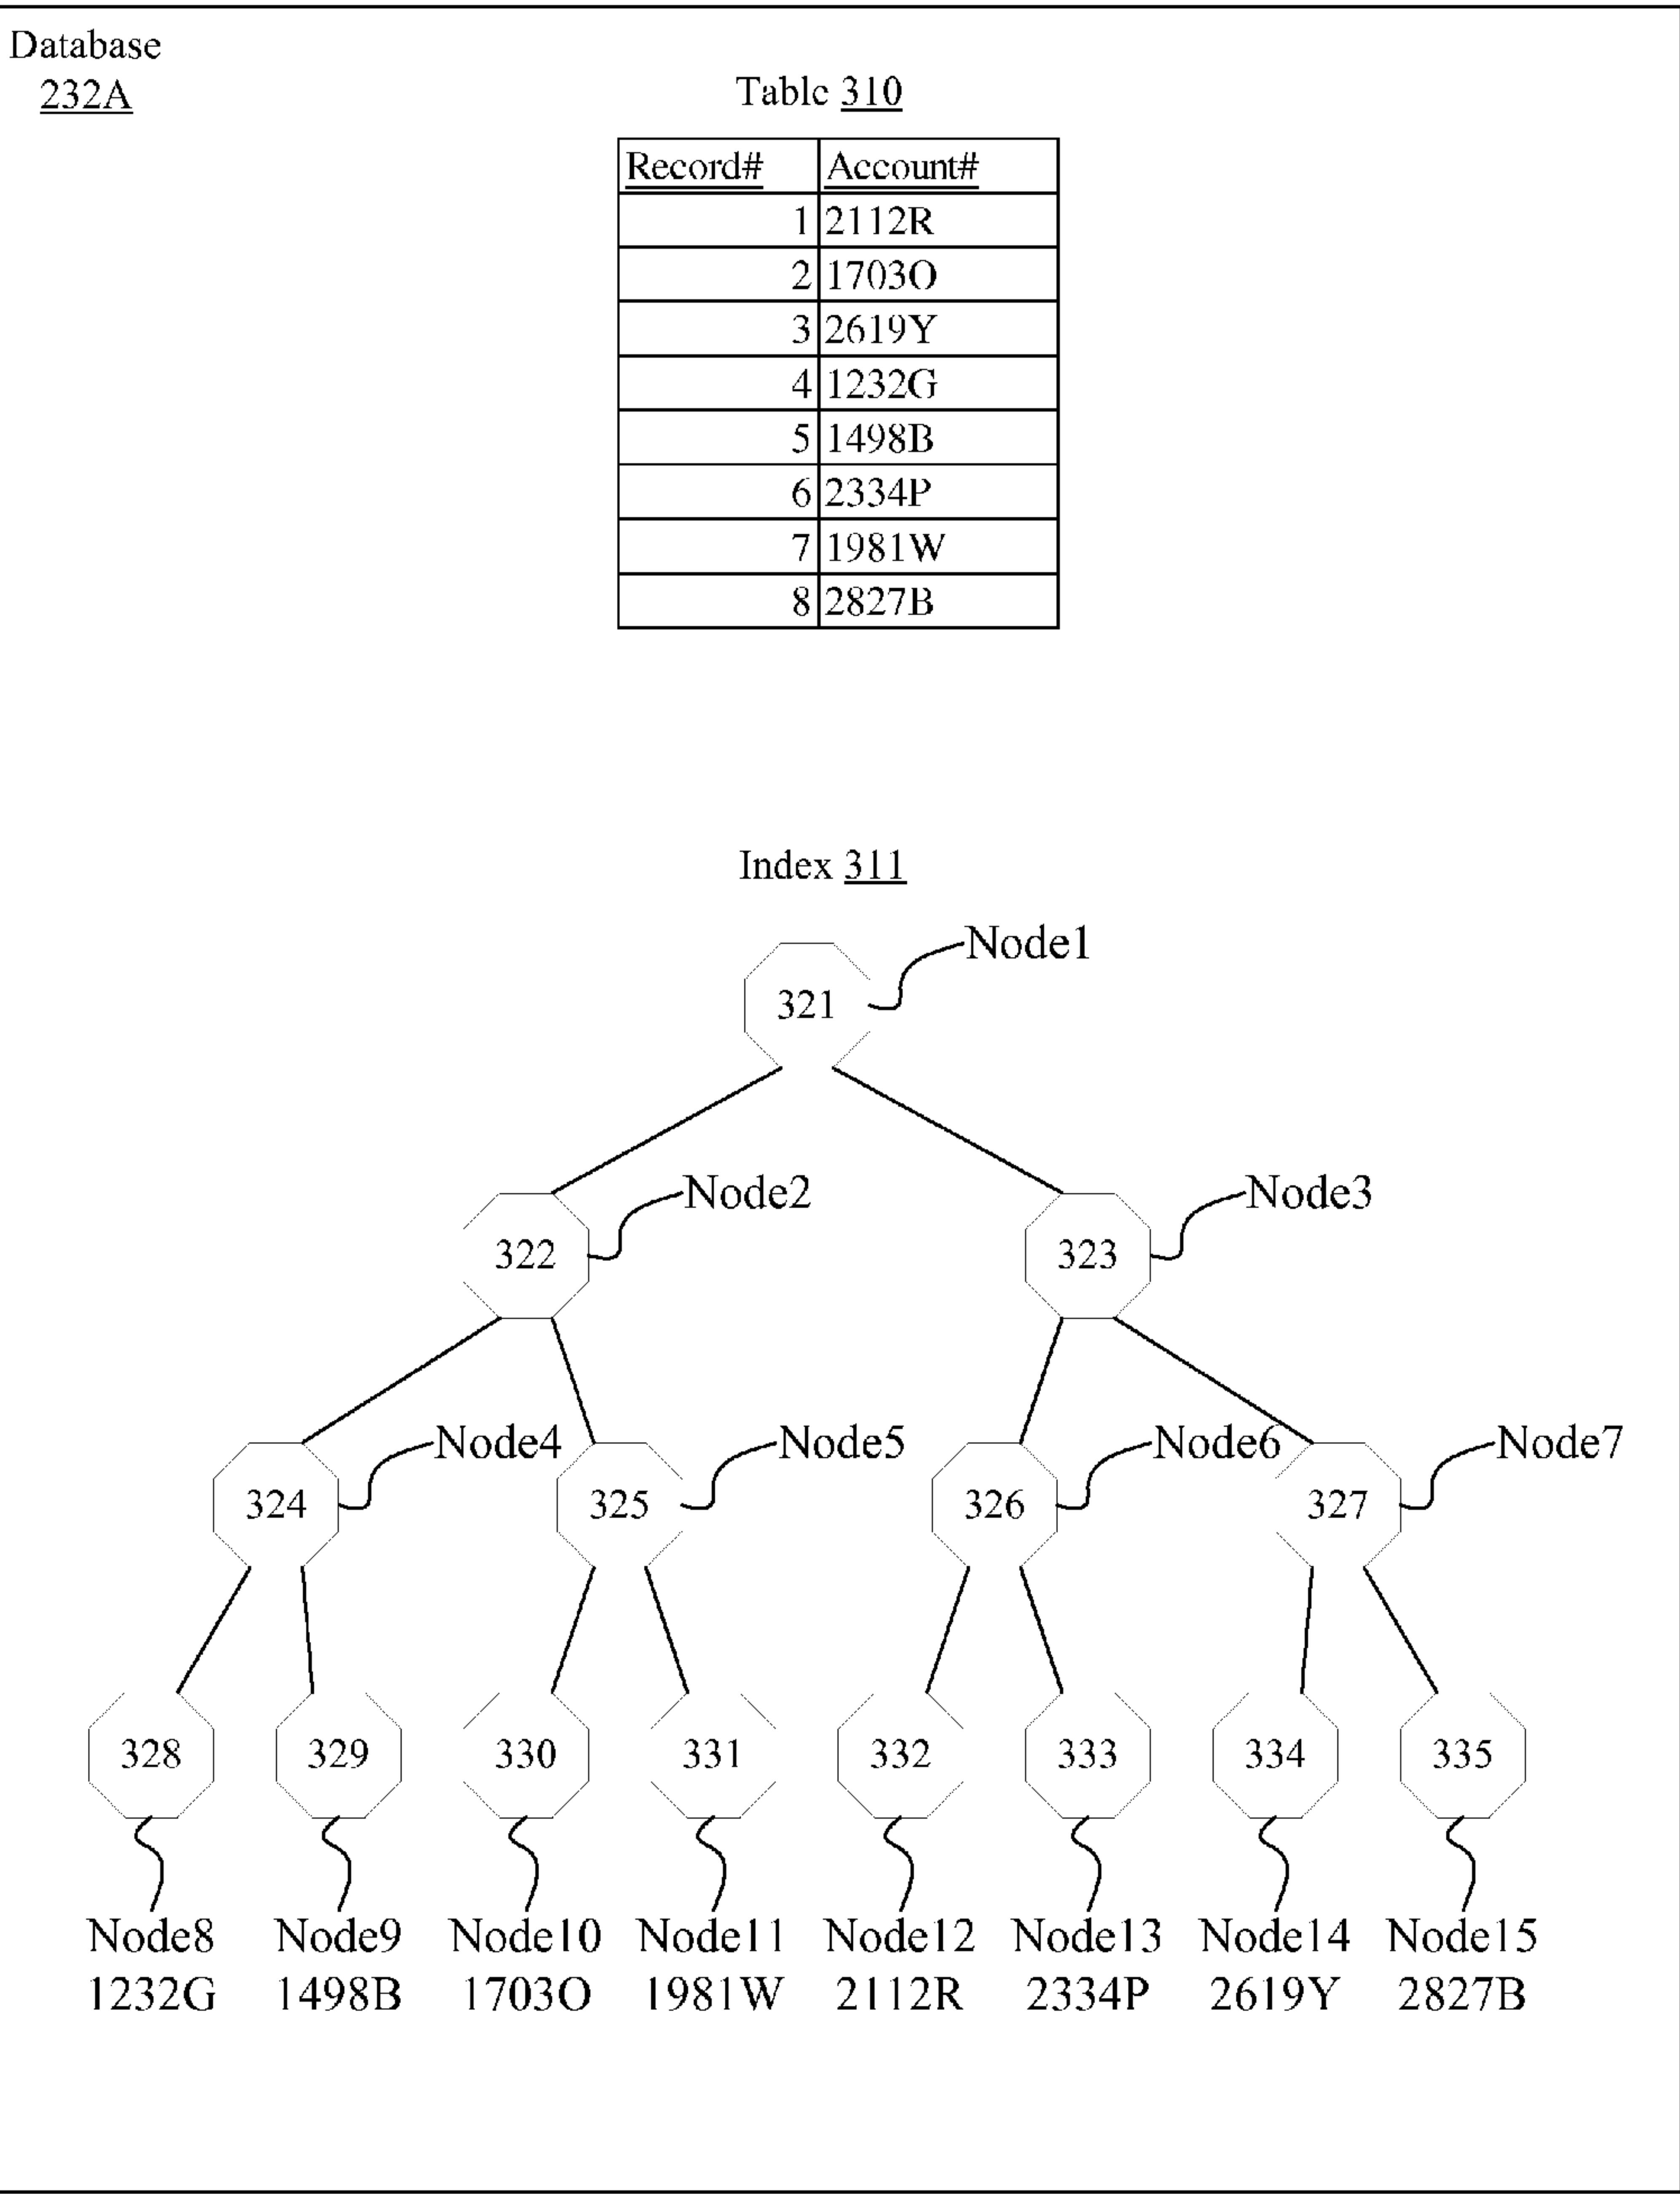 Database
232A
Table 310
Record# Account#
1 2112R
2 1703O
3 2619Y
4 1232G
5 1498B
6 2334P
7 1981W
8 2827B
Index 311
Node1
321
Node2 Node3
322 323
Node4 Node5 Node6 Node7
324 325 326 327
328 329 330 331 332 333 334 335
Node8 Node9 Node10 Node11 Node12 Node13 Node14 Node15
1232G 1498B 1703O 1981W 2112R 2334P 2619Y 2827B